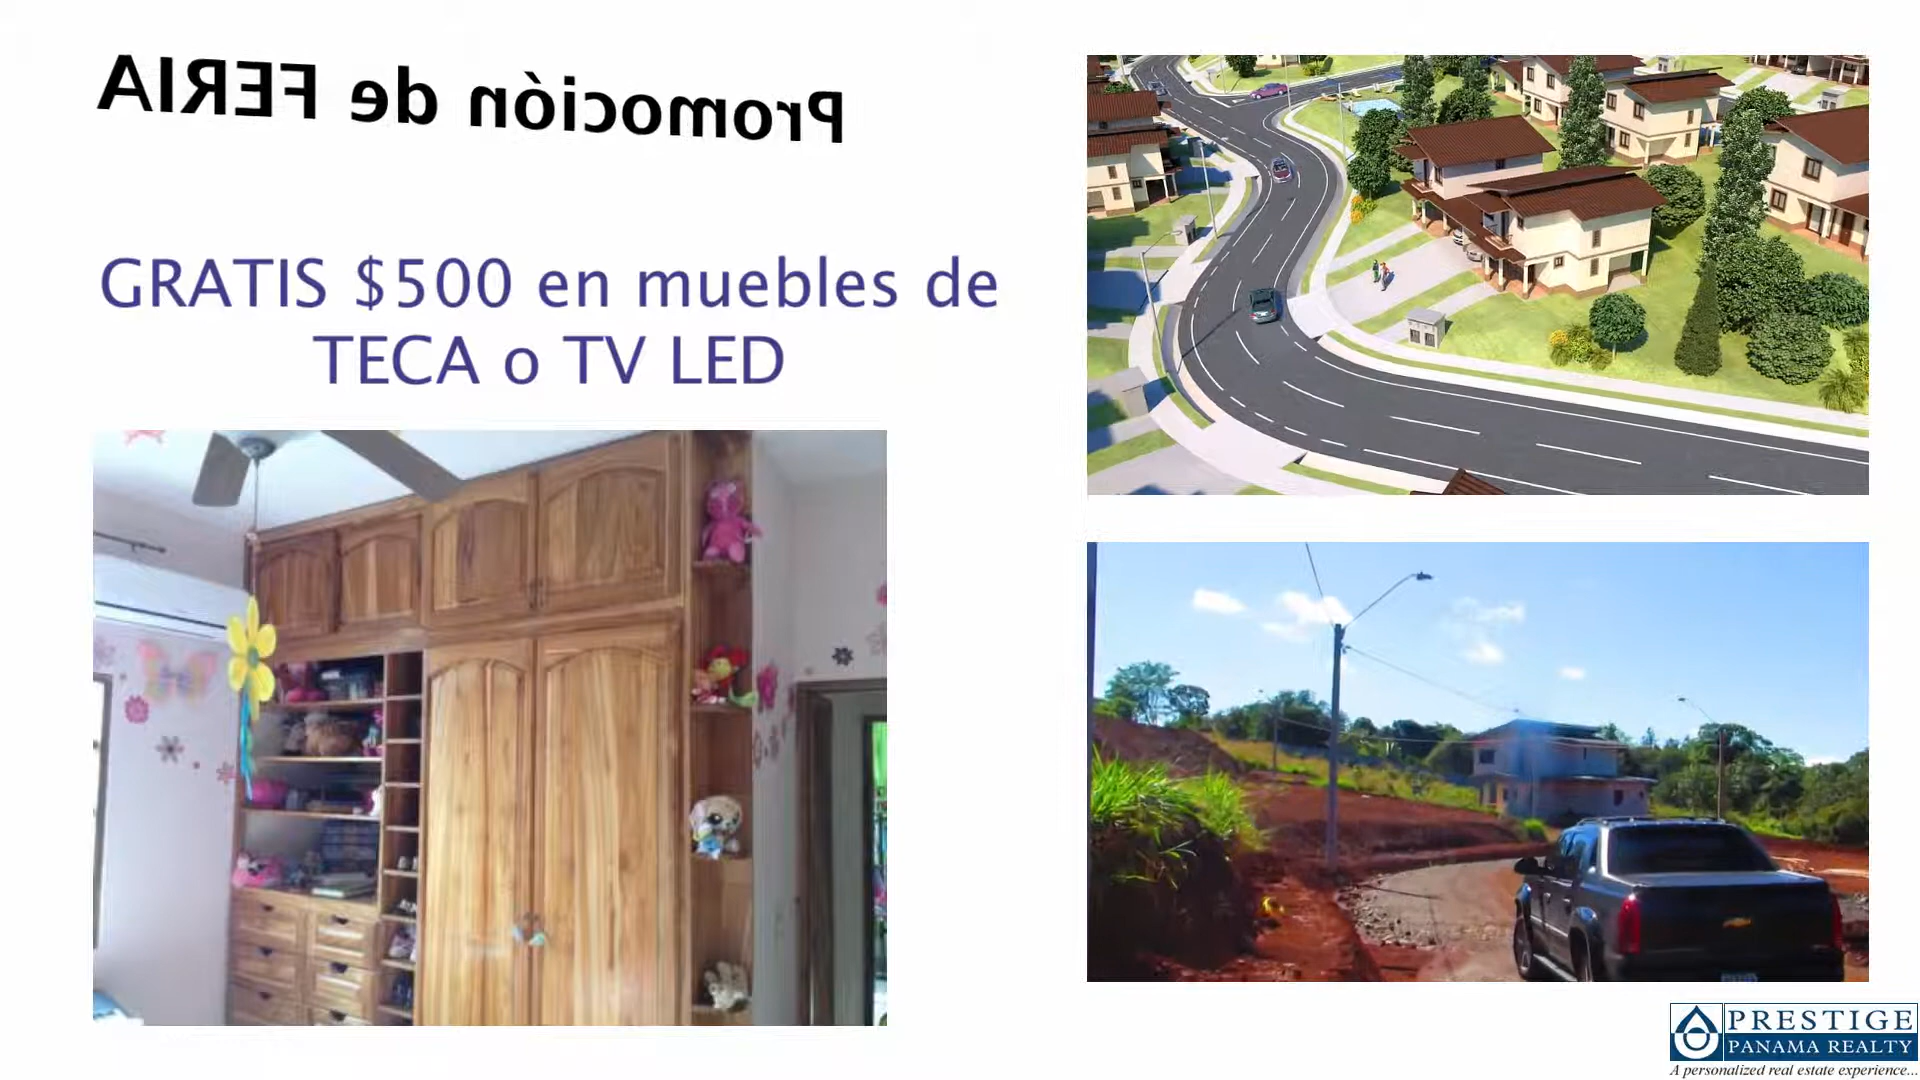 Promoción de FERIA
GRATIS $500 en muebles de
TECA o TV LED
PRESTIGE
PANAMA REALTY
A personalized real estate experience...